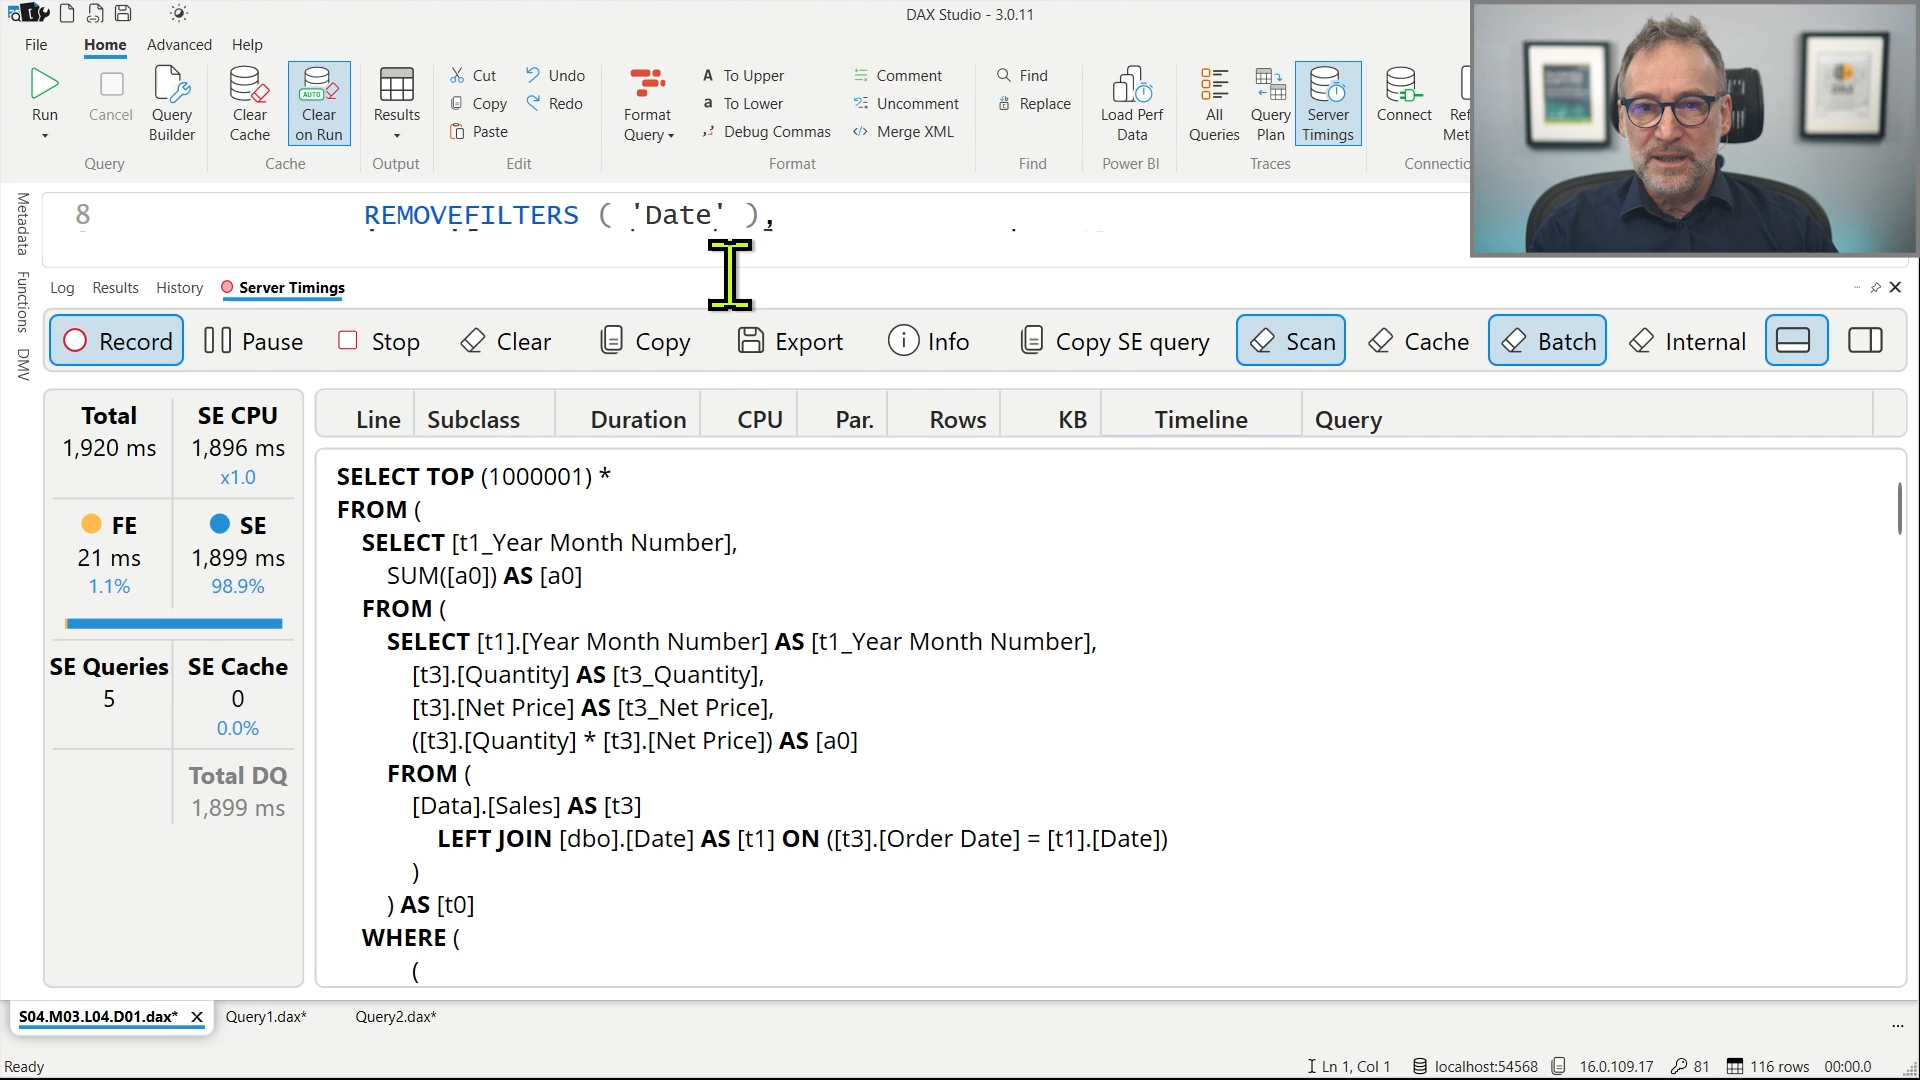 DAX Studio - 3.0.11
File Home Advanced Help
Run Cancel Query Builder Clear Cache AUTO Clear on Run Results Cut Copy Paste Undo Redo Format Query To Upper To Lower Debug Commas Comment Uncomment Merge XML Find Replace Load Perf Data All Queries Query Plan Server Timings Connect
Query Cache Output Edit Format Find Power BI Traces
Metadata Functions DMV
8 REMOVEFILTERS ( 'Date' ),
Log Results History Server Timings
Record Pause Stop Clear Copy Export Info Copy SE query Scan Cache Batch Internal
Total SE CPU
1,920 ms 1,896 ms
x1.0
FE SE
21 ms 1,899 ms
1.1% 98.9%
SE Queries SE Cache
5 0
0.0%
Total DQ
1,899 ms
Line Subclass Duration CPU Par. Rows KB Timeline Query
SELECT TOP (1000001) *
FROM (
SELECT [t1_Year Month Number],
SUM([a0]) AS [a0]
FROM (
SELECT [t1].[Year Month Number] AS [t1_Year Month Number],
[t3].[Quantity] AS [t3_Quantity],
[t3].[Net Price] AS [t3_Net Price],
([t3].[Quantity] * [t3].[Net Price]) AS [a0]
FROM (
[Data].[Sales] AS [t3]
LEFT JOIN [dbo].[Date] AS [t1] ON ([t3].[Order Date] = [t1].[Date])
)
) AS [t0]
WHERE (
(
S04.M03.L04.D01.dax* Query1.dax* Query2.dax*
Ready Ln 1, Col 1 localhost:54568 16.0.109.17 81 116 rows 00:00.0